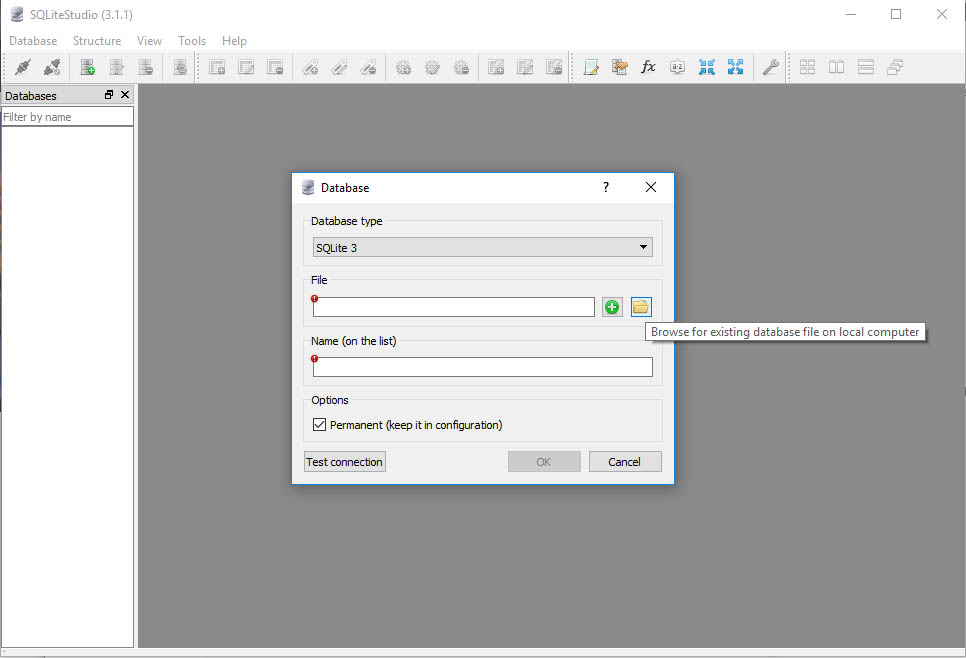 SQLiteStudio (3.1.1)
Database Structure View Tools Help
fx a-z
Databases
Filter by name
Database ?
Database type
SQLite 3
File
Browse for existing database file on local computer
Name (on the list)
Options
Permanent (keep it in configuration)
Test connection OK Cancel